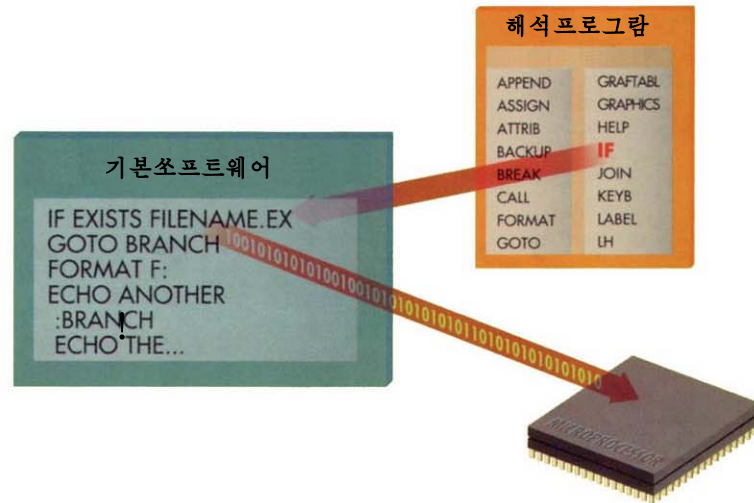 해석프로그람
APPEND
ASSIGN
ATTRIB
BACKUP
BREAK
CALL
FORMAT
GOTO
GRAFTABL
GRAPHICS
HELP
IF
JOIN
KEYB
LABEL
LH
기본쏘프트웨어
IF EXISTS FILENAME.EX
GOTO BRANCH
FORMAT F:
ECHO ANOTHER
:BRANCH
ECHO THE...
MICROPROCESSOR